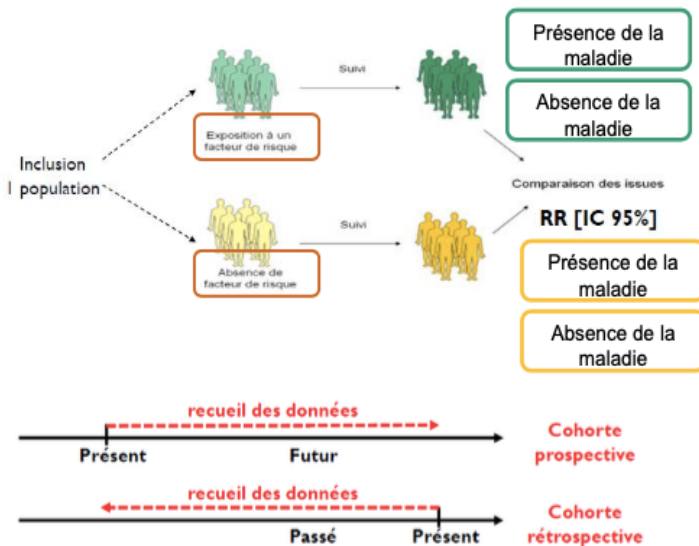 Présence de la
maladie
Suivi
Absence de la
maladie
Exposition à un
facteur de risque
Inclusion
1 population
Comparaison des issues
RR [IC 95%]
Suivi
Présence de la
maladie
Absence de
facteur de risque
Absence de la
maladie
recueil des données
Présent
Futur
Cohorte
prospective
recueil des données
Passé
Présent
Cohorte
rétrospective